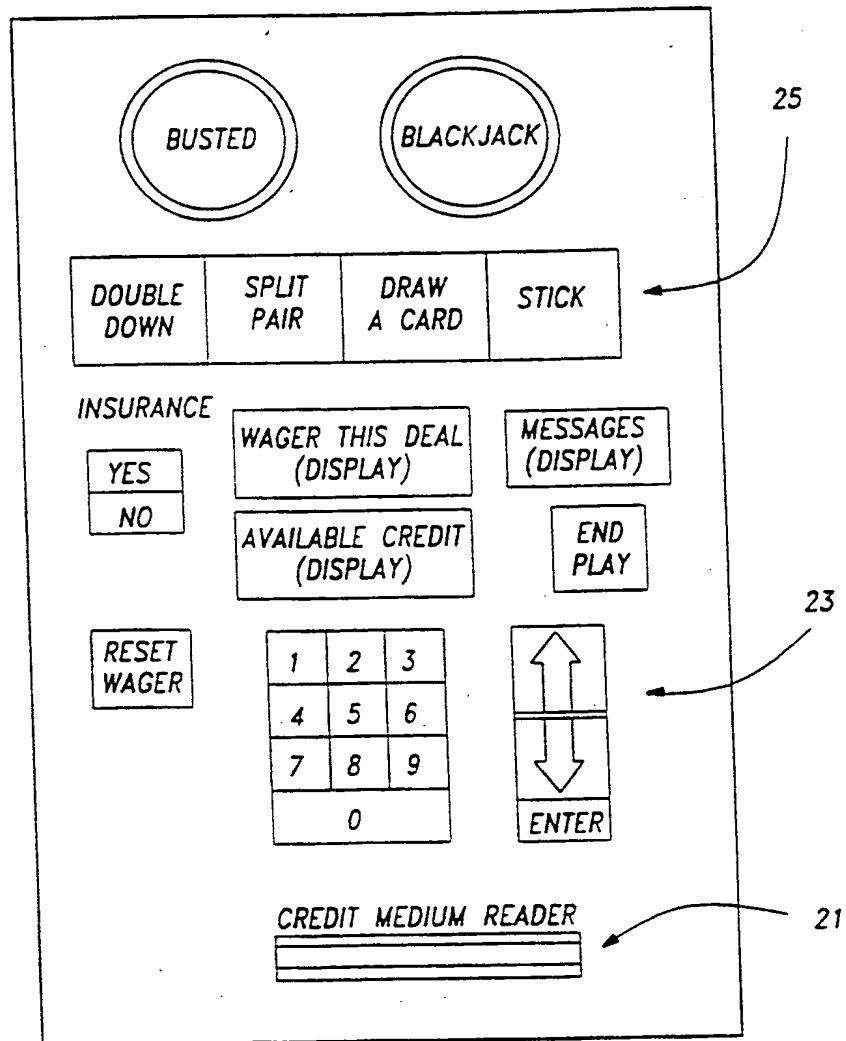 BUSTED
BLACKJACK
25
DOUBLE
DOWN
SPLIT
PAIR
DRAW
A CARD
STICK
INSURANCE
YES
NO
WAGER THIS DEAL
(DISPLAY)
MESSAGES
(DISPLAY)
AVAILABLE CREDIT
(DISPLAY)
END
PLAY
23
RESET
WAGER
1 2 3
4 5 6
7 8 9
0
ENTER
CREDIT MEDIUM READER
21